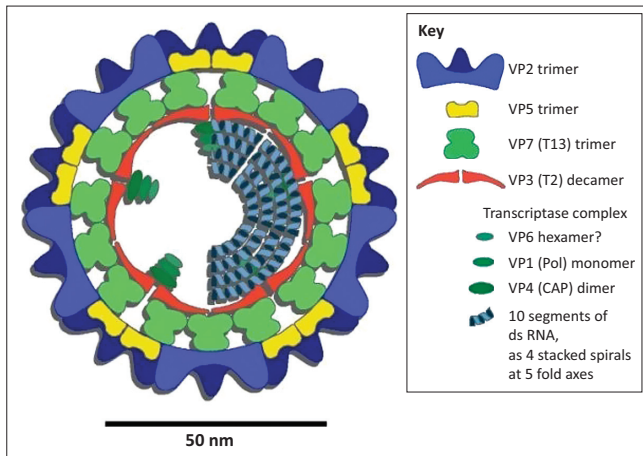 Key
VP2 trimer
VP5 trimer
VP7 (T13) trimer
VP3 (T2) decamer
Transcriptase complex
VP6 hexamer?
VP1 (Pol) monomer
VP4 (CAP) dimer
10 segments of
ds RNA,
as 4 stacked spirals
at 5 fold axes
50 nm